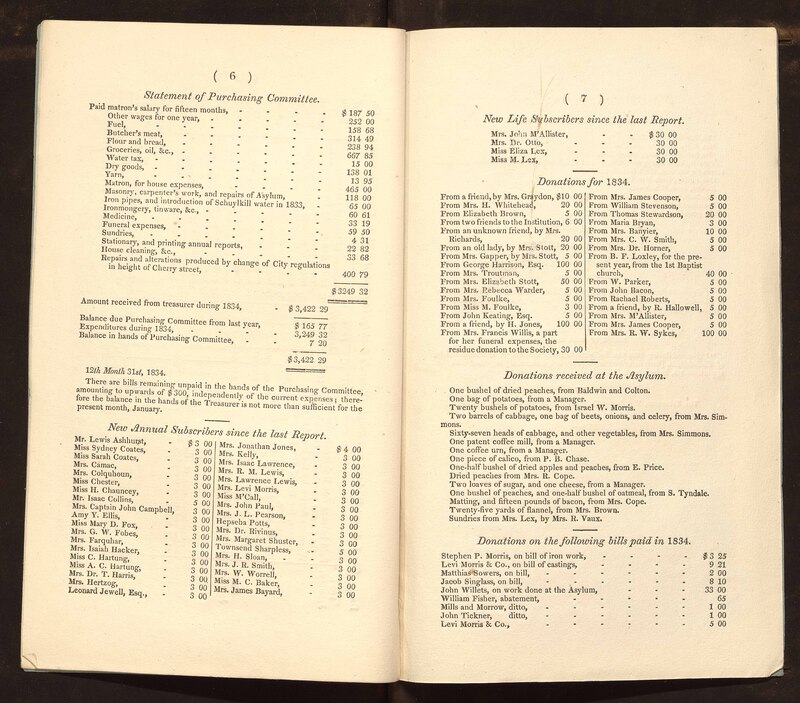 ( 6 )
Statement of Purchasing Committee.
Paid matron's salary for fifteen months, - - - $ 187 50
Other wages for one year, - - - 252 00
Fuel, - - - 158 68
Butcher's meat, - - - 314 49
Flour and bread, - - - 238 94
Groceries, oil, &c., - - - 667 85
Water tax, - - - 15 00
Dry goods, - - - 138 01
Yarn, - - - 13 95
Matron, for house expenses, - - - 465 00
Masonry, carpenter's work, and repairs of Asylum, - 118 00
Iron pipes, and introduction of Schuylkill water in 1833, - 65 00
Ironmongery, tinware, &c., - - - 60 61
Medicine, - - - 33 19
Funeral expenses, - - - 59 50
Sundries, - - - 4 31
Stationary, and printing annual reports, - - - 22 82
House cleaning, &c., - - - 33 68
Repairs and alterations produced by change of City regulations
in height of Cherry street, - - - 400 79
$3249 32
Amount received from treasurer during 1834, - $ 3,422 29
Balance due Purchasing Committee from last year, $ 165 77
Expenditures during 1834, - - - 3,249 32
Balance in hands of Purchasing Committee, - 7 20
$3,422 29
12th Month 31st, 1834.
There are bills remaining unpaid in the hands of the Purchasing Committee,
amounting to upwards of $300, independently of the current expenses; there-
fore the balance in the hands of the Treasurer is not more than sufficient for the
present month, January.
New Annual Subscribers since the last Report.
Mr. Lewis Ashhurst, - $ 3 00
Miss Sydney Coates, - 3 00
Miss Sarah Coates, - 3 00
Mrs. Camac, - 3 00
Mrs. Colquhoun, - 3 00
Miss Chester, - 3 00
Miss H. Chauncey, - 3 00
Mr. Isaac Collins, - 5 00
Mrs. Captain John Campbell, 3 00
Amy Y. Ellis, - 3 00
Miss Mary D. Fox, - 3 00
Mrs. G. W. Fobes, - 3 00
Mrs. Farquhar, - 3 00
Mrs. Isaiah Hacker, - 3 00
Miss C. Hartung, - 3 00
Miss A. C. Hartung, - 3 00
Mrs. Dr. T. Harris, - 3 00
Mrs. Hertzog, - 3 00
Leonard Jewell, Esq., - 3 00
Mrs. Jonathan Jones, - $ 4 00
Mrs. Kelly, - 3 00
Mrs. Isaac Lawrence, - 3 00
Mrs. R. M. Lewis, - 3 00
Mrs. Lawrence Lewis, - 3 00
Mrs. Levi Morris, - 3 00
Miss M'Call, - 3 00
Mrs. John Paul, - 3 00
Mrs. J. L. Pearson, - 3 00
Hepseba Potts, - 3 00
Mrs. Dr. Rivinus, - 3 00
Mrs. Margaret Shuster, - 3 00
Townsend Sharpless, - 5 00
Mrs. H. Sloan, - 3 00
Mrs. J. R. Smith, - 3 00
Mrs. W. Worrell, - 3 00
Miss M. C. Baker, - 3 00
Mrs. James Bayard, - 3 00
( 7 )
New Life Subscribers since the last Report.
Mrs. John M'Allister, - - - $ 30 00
Mrs. Dr. Otto, - - - 30 00
Miss Eliza Lex, - - - 30 00
Miss M. Lex, - - - 30 00
Donations for 1834.
From a friend, by Mrs. Graydon, $10 00
From Mrs. H. Whitehead, 20 00
From Elizabeth Brown, 5 00
From two friends to the Institution, 6 00
From an unknown friend, by Mrs.
Richards, 20 00
From an old lady, by Mrs. Stott, 20 00
From Mrs. Gapper, by Mrs. Stott, 5 00
From George Harrison, Esq. 100 00
From Mrs. Troutman, 5 00
From Mrs. Elizabeth Stott, 50 00
From Mrs. Rebecca Warder, 5 00
From Mrs. Foulke, 5 00
From Miss M. Foulke, 3 00
From John Keating, Esq. 5 00
From a friend, by H. Jones, 100 00
From Mrs. Francis Willis, a part
for her funeral expenses, the
residue donation to the Society, 30 00
From Mrs. James Cooper, 5 00
From William Stevenson, 5 00
From Thomas Stewardson, 20 00
From Maria Bryan, 3 00
From Mrs. Banyier, 10 00
From Mrs. C. W. Smith, 5 00
From Mrs. Dr. Horner, 5 00
From B. F. Loxley, for the pre-
sent year, from the 1st Baptist
church, 40 00
From W. Parker, 5 00
From John Bacon, 5 00
From Rachael Roberts, 5 00
From a friend, by R. Hallowell, 5 00
From Mrs. M'Allister, 5 00
From Mrs. James Cooper, 5 00
From Mrs. R. W. Sykes, 100 00
Donations received at the Asylum.
One bushel of dried peaches, from Baldwin and Colton.
One bag of potatoes, from a Manager.
Twenty bushels of potatoes, from Israel W. Morris.
Two barrels of cabbage, one bag of beets, onions, and celery, from Mrs. Sim-
mons.
Sixty-seven heads of cabbage, and other vegetables, from Mrs. Simmons.
One patent coffee mill, from a Manager.
One coffee urn, from a Manager.
One piece of calico, from P. B. Chase.
One-half bushel of dried apples and peaches, from E. Price.
Dried peaches from Mrs. R. Cope.
Two loaves of sugar, and one cheese, from a Manager.
One bushel of peaches, and one-half bushel of oatmeal, from S. Tyndale.
Matting, and fifteen pounds of bacon, from Mrs. Cope.
Twenty-five yards of flannel, from Mrs. Brown.
Sundries from Mrs. Lex, by Mrs. R. Vaux.
Donations on the following bills paid in 1834.
Stephen P. Morris, on bill of iron work, - - - $ 3 25
Levi Morris & Co., on bill of castings, - - - 9 21
Matthias Sowers, on bill, - - - 2 00
Jacob Singlass, on bill, - - - 8 10
John Willets, on work done at the Asylum, - - - 33 00
William Fisher, abatement, - - - 65
Mills and Morrow, ditto, - - - 1 00
John Tickner, ditto, - - - 1 00
Levi Morris & Co., - - - 5 00